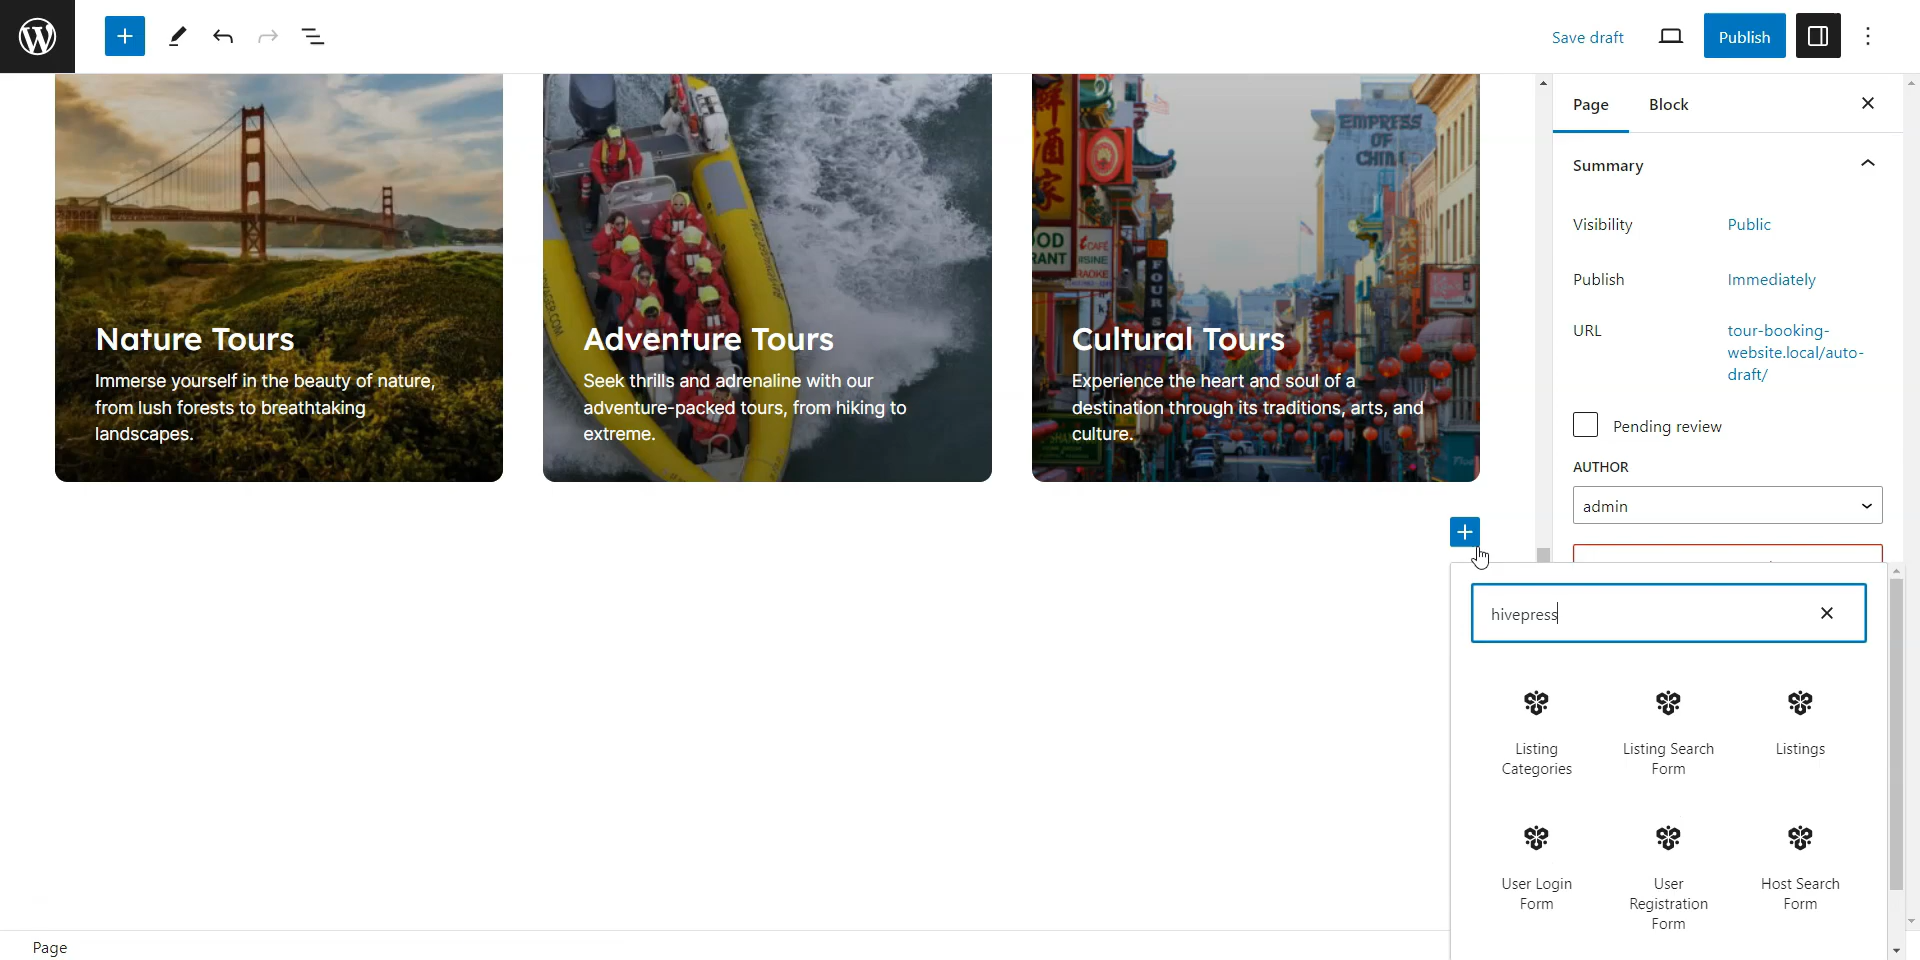 Save draft
Publish
Nature Tours
Immerse yourself in the beauty of nature,
from lush forests to breathtaking
landscapes.
Adventure Tours
Seek thrills and adrenaline with our
adventure-packed tours, from hiking to
extreme.
EMPRESS
OF
CHINA
Cultural Tours
Experience the heart and soul of a
destination through its traditions, arts, and
culture.
Page
Block
Summary
Visibility
Public
Publish
Immediately
URL
tour-booking-
website.local/auto-
draft/
Pending review
AUTHOR
admin
hivepress
Listing
Categories
Listing Search
Form
Listings
User Login
Form
User
Registration
Form
Host Search
Form
Page